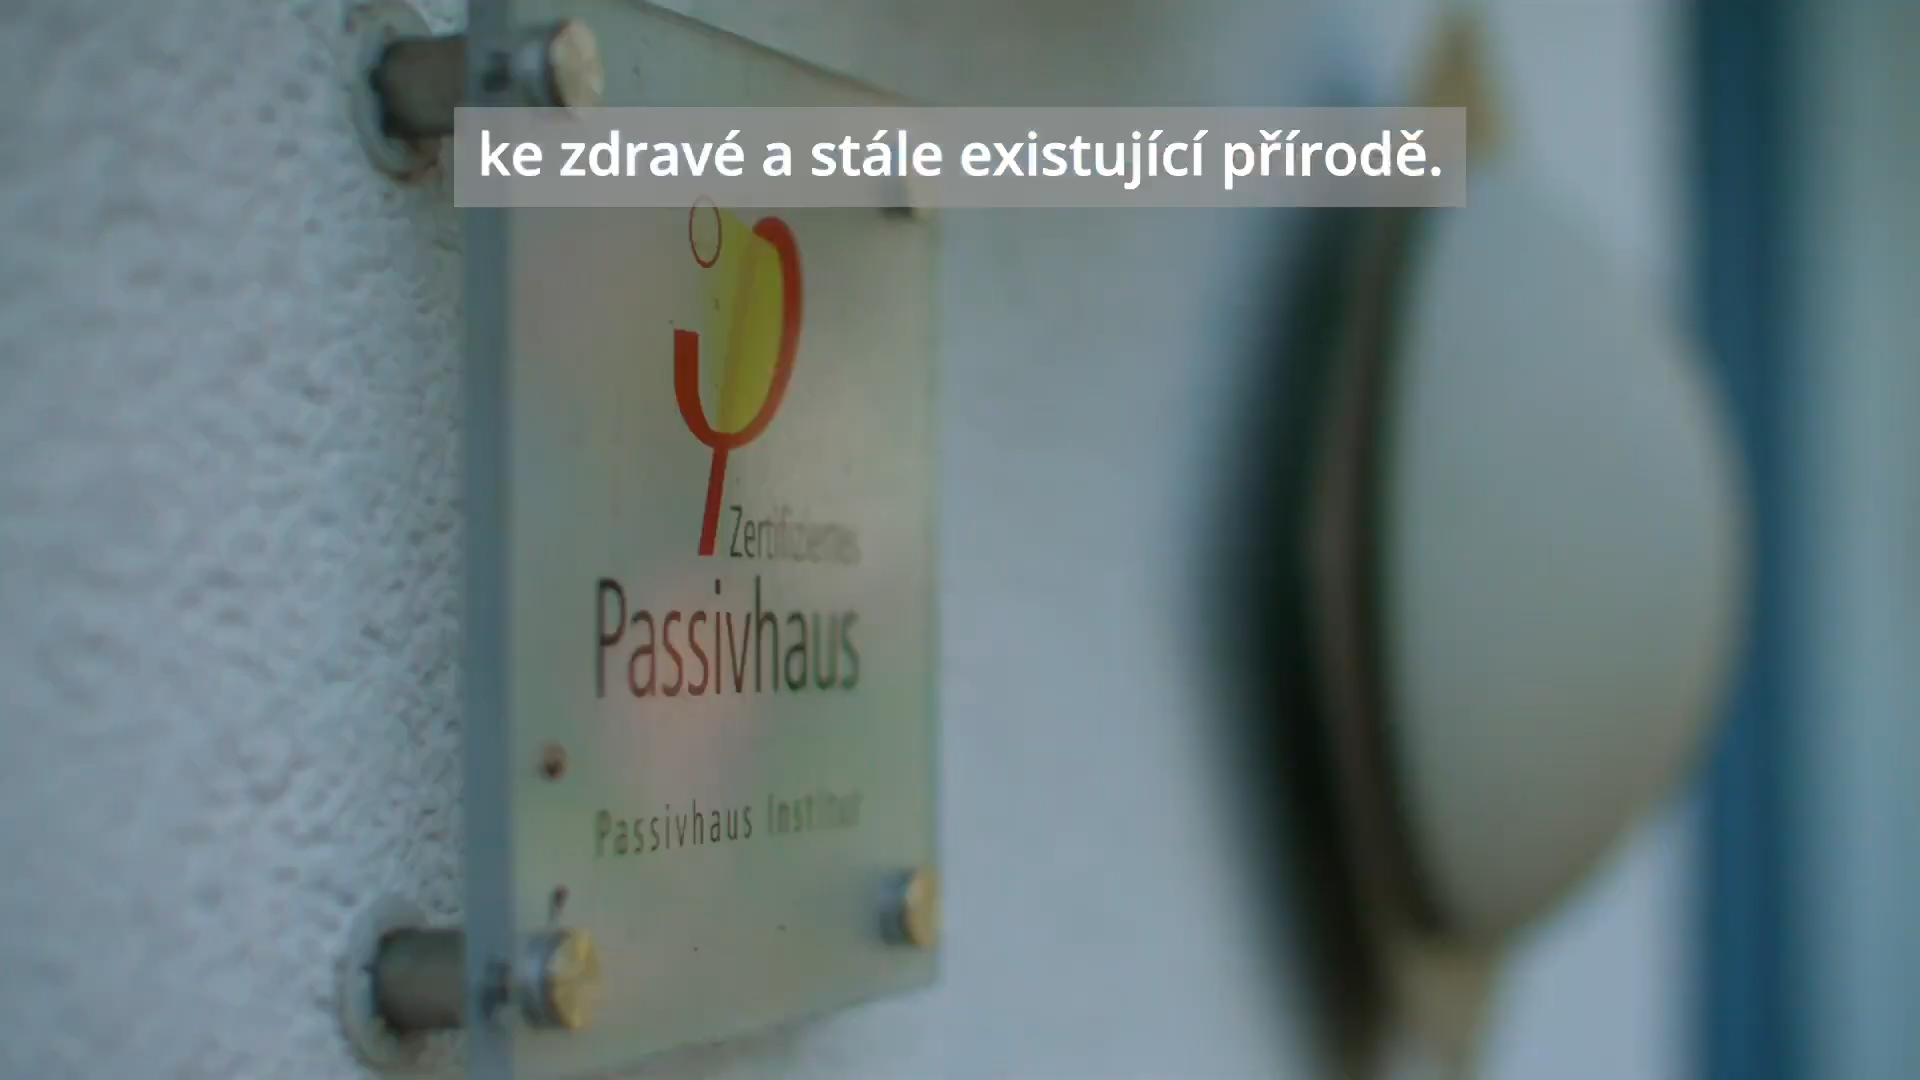 ke zdravé a stále existující přírodě.
Zertifiziertes
Passivhaus
Passivhaus Institut